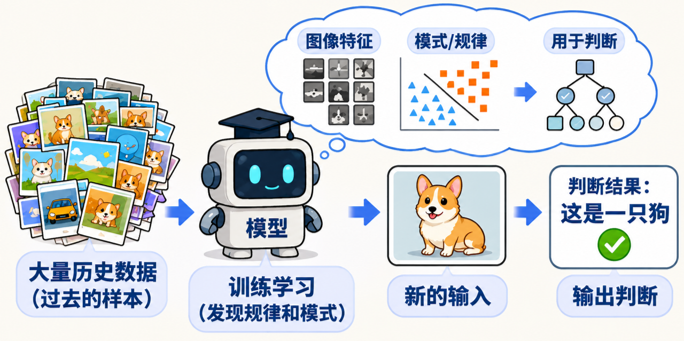 图像特征
模式/规律
用于判断
模型
判断结果：
这是一只狗
大量历史数据
（过去的样本）
训练学习
（发现规律和模式）
新的输入
输出判断